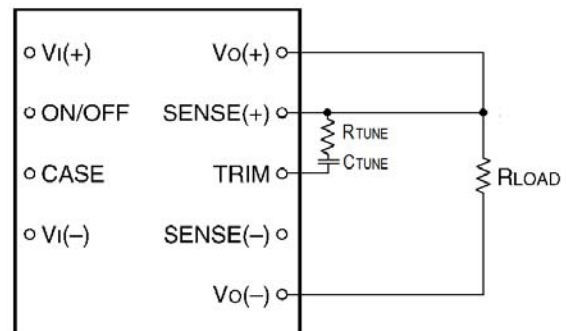 VI(+)
VO(+)
ON/OFF
SENSE(+)
RTUNE
CTUNE
CASE
TRIM
RLOAD
VI(–)
SENSE(–)
VO(–)